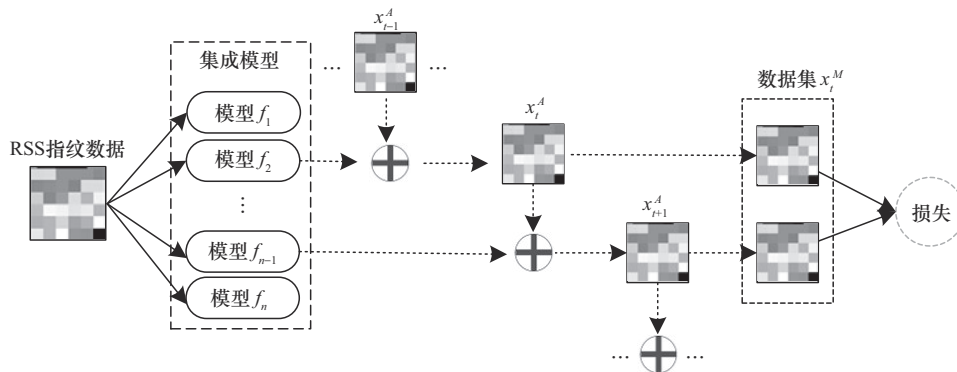 x_{t-1}^A
集成模型
...
...
数据集 x_t^M
模型 f_1
x_t^A
RSS指纹数据
模型 f_2
⋮
x_{t+1}^A
损失
模型 f_{n-1}
模型 f_n
...
...